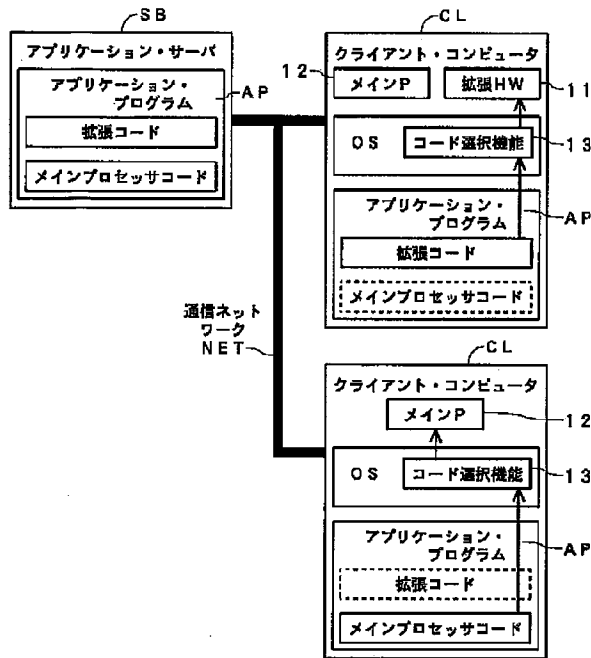 SB
アプリケーション・サーバ
アプリケーション・
プログラム
AP
拡張コード
メインプロセッサコード
通信ネット
ワーク
NET
CL
クライアント・コンピュータ
12
メインP
拡張HW
11
OS
コード選択機能
13
アプリケーション・
プログラム
AP
拡張コード
メインプロセッサコード
CL
クライアント・コンピュータ
メインP
12
OS
コード選択機能
13
アプリケーション・
プログラム
AP
拡張コード
メインプロセッサコード